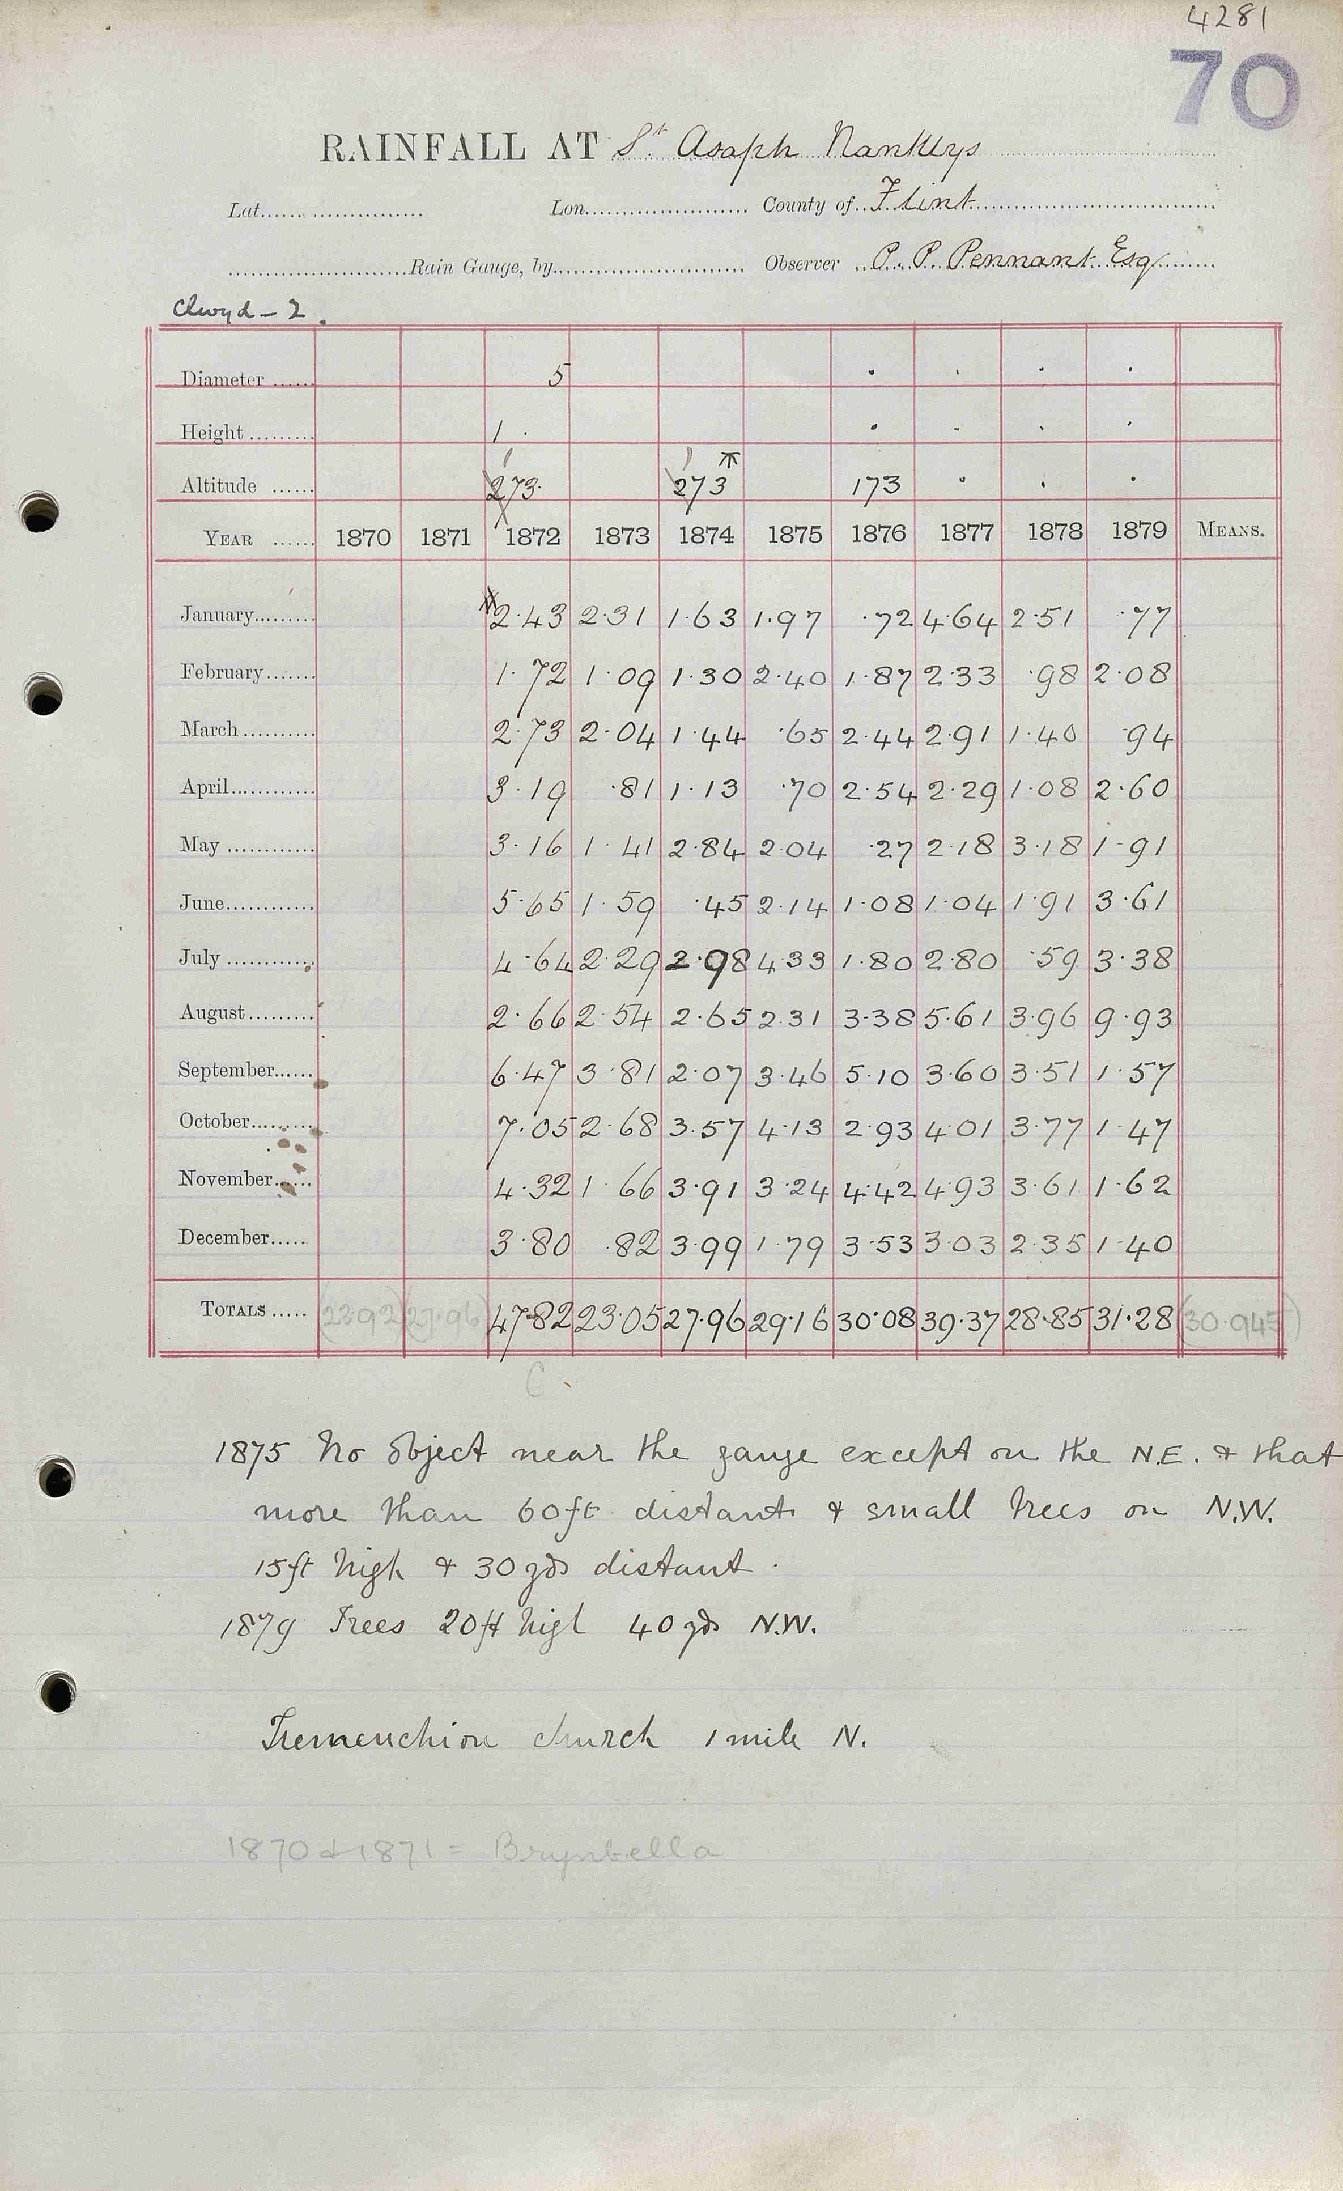 4281
70
RAINFALL AT St. Asaph Nantllys
Lat. Lon. County of Flint
Rain Gauge, by Observer P. P. Pennant Esq
Clwyd - 2.
Diameter 5 · · · ·
Height 1 · · · · ·
Altitude 273 273 173 · · ·
YEAR 1870 1871 1872 1873 1874 1875 1876 1877 1878 1879 MEANS.
January 2·43 2·31 1·63 1·97 ·72 4·64 2·51 ·77
February 1·72 1·09 1·30 2·40 1·87 2·33 ·98 2·08
March 2·73 2·04 1·44 ·65 2·44 2·91 1·40 ·94
April 3·19 ·81 1·13 ·70 2·54 2·29 1·08 2·60
May 3·16 1·41 2·84 2·04 ·27 2·18 3·18 1·91
June 5·65 1·59 ·45 2·14 1·08 1·04 1·91 3·61
July 4·64 2·29 2·98 4·33 1·80 2·80 ·59 3·38
August 2·66 2·54 2·65 2·31 3·38 5·61 3·96 9·93
September 6·47 3·81 2·07 3·46 5·10 3·60 3·51 1·57
October 7·05 2·68 3·57 4·13 2·93 4·01 3·77 1·47
November 4·32 1·66 3·91 3·24 4·42 4·93 3·61 1·62
December 3·80 ·82 3·99 1·79 3·53 3·03 2·35 1·40
TOTALS (23·92) (27·96) 47·82 23·05 27·96 29·16 30·08 39·37 28·85 31·28 (30·945)
C
1875 No object near the gauge except on the N.E. & that
more than 60ft distant & small trees on N.W.
15ft high & 30 yds distant.
1879 Trees 20ft high 40 yds N.W.
Tremeuchion church 1 mile N.
1870 & 1871 = Brynbella